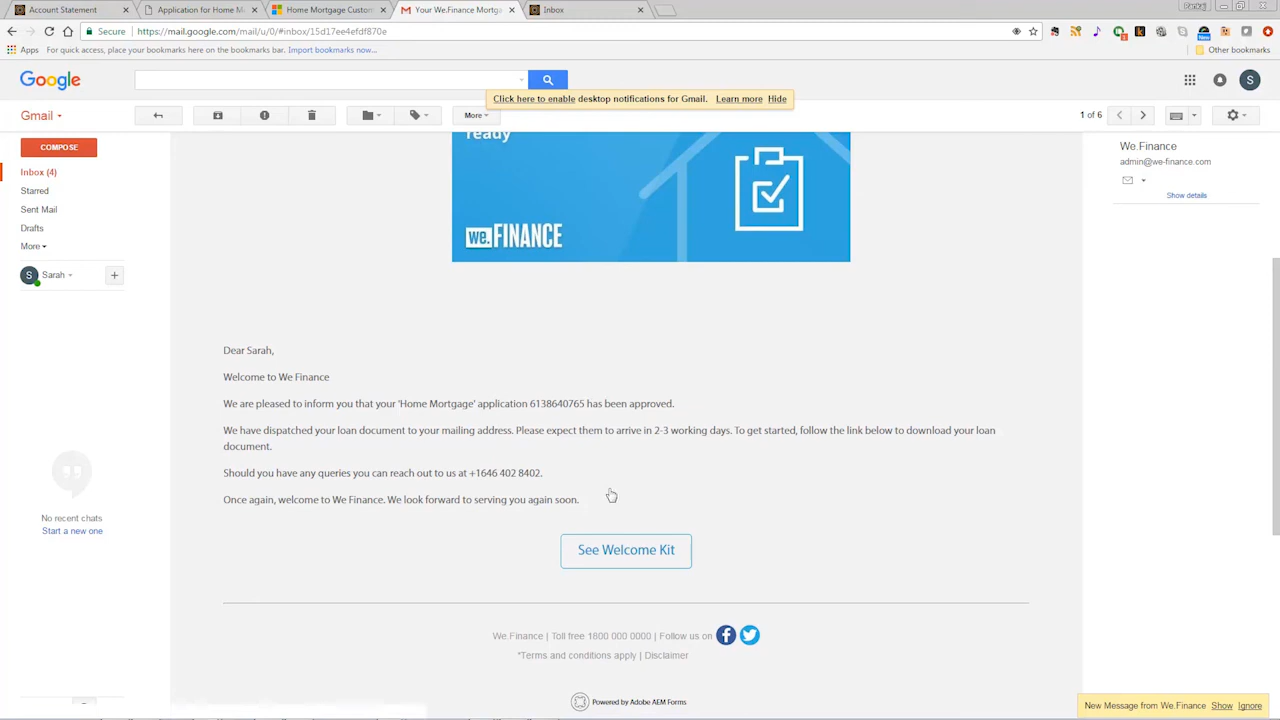 Account Statement
Application for Home M
Home Mortgage Custom
Your We.Finance Mortg
Inbox
Secure
https://mail.google.com/mail/u/0/#inbox/15d17ee4efdf870e
Apps
For quick access, place your bookmarks here on the bookmarks bar.
Import bookmarks now...
Other bookmarks
Google
S
Click here to enable desktop notifications for Gmail. Learn more Hide
Gmail
More
1 of 6
COMPOSE
Inbox (4)
Starred
Sent Mail
Drafts
More
S
Sarah
No recent chats
Start a new one
ready
we.FINANCE
Dear Sarah,
Welcome to We Finance
We are pleased to inform you that your 'Home Mortgage' application 6138640765 has been approved.
We have dispatched your loan document to your mailing address. Please expect them to arrive in 2-3 working days. To get started, follow the link below to download your loan
document.
Should you have any queries you can reach out to us at +1646 402 8402.
Once again, welcome to We Finance. We look forward to serving you again soon.
See Welcome Kit
We.Finance | Toll free 1800 000 0000 | Follow us on
*Terms and conditions apply | Disclaimer
Powered by Adobe AEM Forms
We.Finance
admin@we-finance.com
Show details
New Message from We.Finance Show Ignore